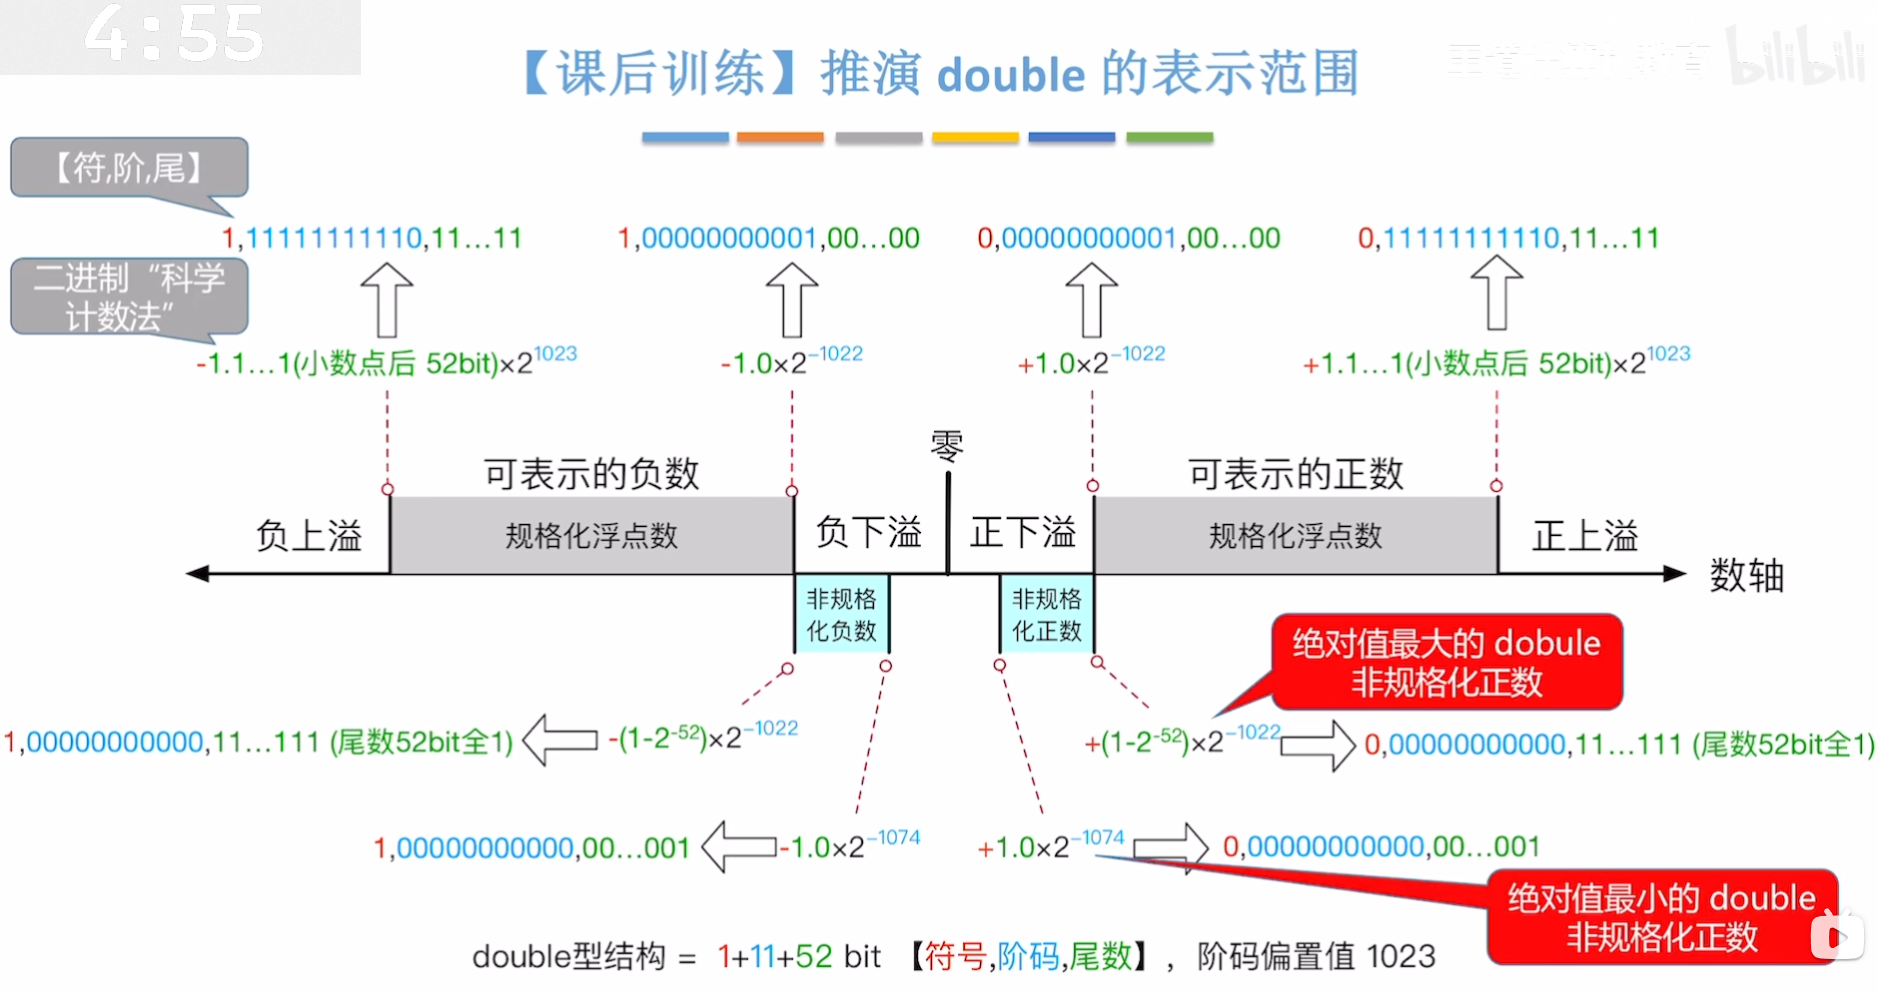 4:55
bilibili
【课后训练】推演 double 的表示范围
【符,阶,尾】
1,11111111110,11...11
1,00000000001,00...00
0,00000000001,00...00
0,11111111110,11...11
二进制“科学
计数法”
-1.1...1(小数点后 52bit)×2^1023
-1.0×2^-1022
+1.0×2^-1022
+1.1...1(小数点后 52bit)×2^1023
零
可表示的负数
可表示的正数
负上溢
规格化浮点数
负下溢
正下溢
规格化浮点数
正上溢
数轴
非规格
化负数
非规格
化正数
绝对值最大的 dobule
非规格化正数
1,00000000000,11...111 (尾数52bit全1)
-(1-2^-52)×2^-1022
+(1-2^-52)×2^-1022
0,00000000000,11...111 (尾数52bit全1)
1,00000000000,00...001
-1.0×2^-1074
+1.0×2^-1074
0,00000000000,00...001
绝对值最小的 double
非规格化正数
double型结构 = 1+11+52 bit 【符号,阶码,尾数】, 阶码偏置值 1023